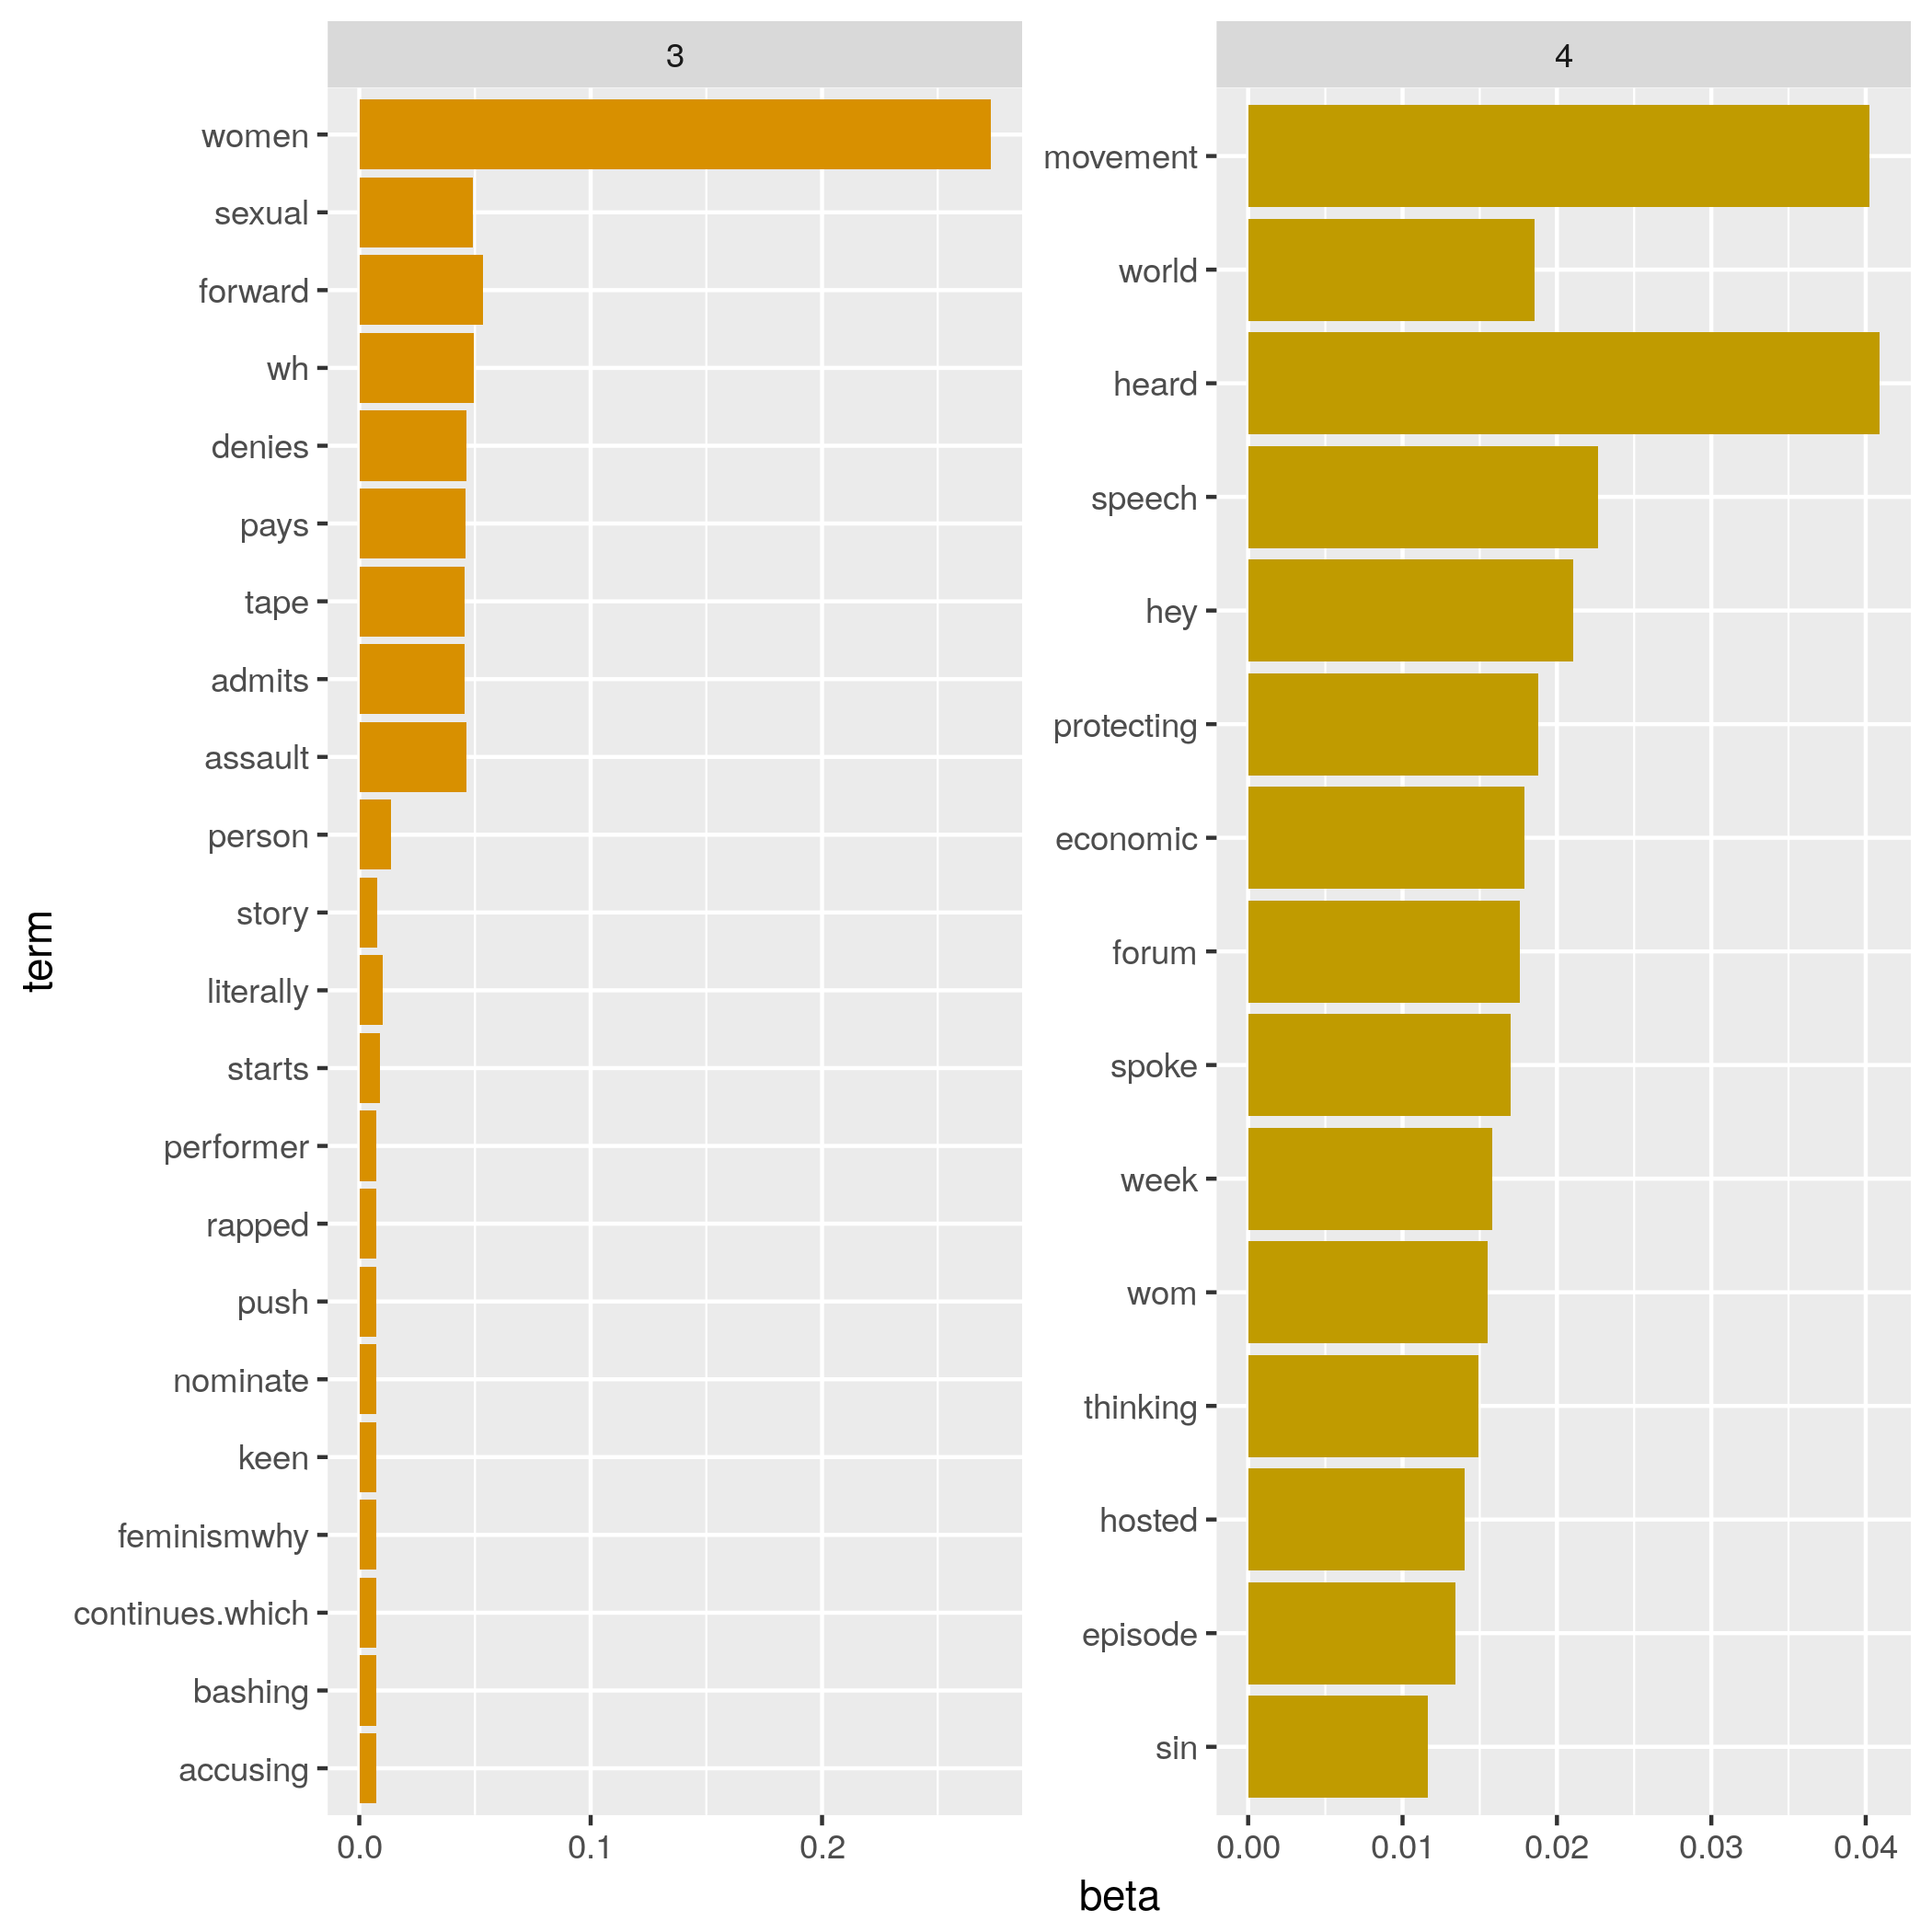 3
4
term
women
sexual
forward
wh
denies
pays
tape
admits
assault
person
story
literally
starts
performer
rapped
push
nominate
keen
feminismwhy
continues.which
bashing
accusing
0.0 0.1 0.2
movement
world
heard
speech
hey
protecting
economic
forum
spoke
week
wom
thinking
hosted
episode
sin
0.00 0.01 0.02 0.03 0.04
beta